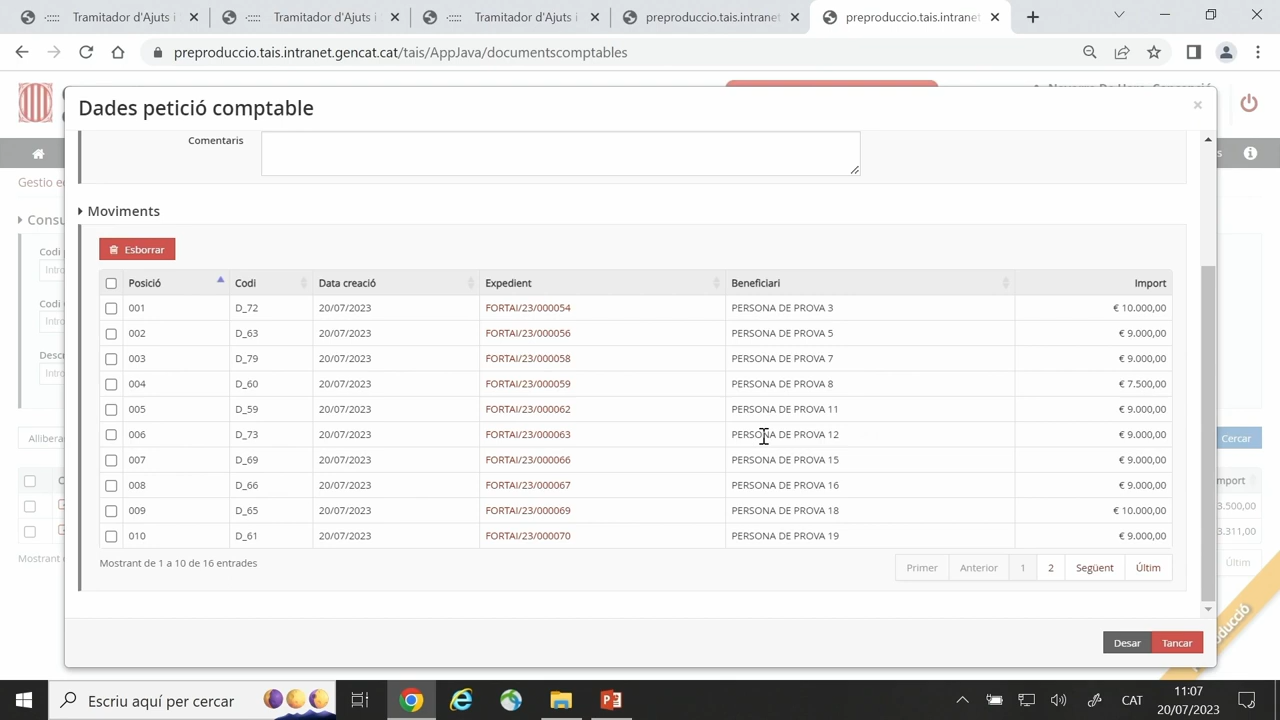 Tramitador d'Ajuts i
Tramitador d'Ajuts i
Tramitador d'Ajuts i
preproduccio.tais.intranet
preproduccio.tais.intranet
preproduccio.tais.intranet.gencat.cat/tais/AppJava/documentscomptables
Dades petició comptable
Comentaris
Gestio
Moviments
Consu
Esborrar
Codi
Intro
Posició Codi Data creació Expedient Beneficiari Import
001 D_72 20/07/2023 FORTAI/23/000054 PERSONA DE PROVA 3 € 10.000,00
002 D_63 20/07/2023 FORTAI/23/000056 PERSONA DE PROVA 5 € 9.000,00
003 D_79 20/07/2023 FORTAI/23/000058 PERSONA DE PROVA 7 € 9.000,00
004 D_60 20/07/2023 FORTAI/23/000059 PERSONA DE PROVA 8 € 7.500,00
005 D_59 20/07/2023 FORTAI/23/000062 PERSONA DE PROVA 11 € 9.000,00
006 D_73 20/07/2023 FORTAI/23/000063 PERSONA DE PROVA 12 € 9.000,00
007 D_69 20/07/2023 FORTAI/23/000066 PERSONA DE PROVA 15 € 9.000,00
008 D_66 20/07/2023 FORTAI/23/000067 PERSONA DE PROVA 16 € 9.000,00
009 D_65 20/07/2023 FORTAI/23/000069 PERSONA DE PROVA 18 € 10.000,00
010 D_61 20/07/2023 FORTAI/23/000070 PERSONA DE PROVA 19 € 9.000,00
Mostrant de 1 a 10 de 16 entrades
Primer Anterior 1 2 Següent Últim
Codi
Intro
Descr
Intro
Allibera
Cercar
mport
3.500,00
3.311,00
Mostrant d
Últim
Desar Tancar
Escriu aquí per cercar
CAT
11:07
20/07/2023